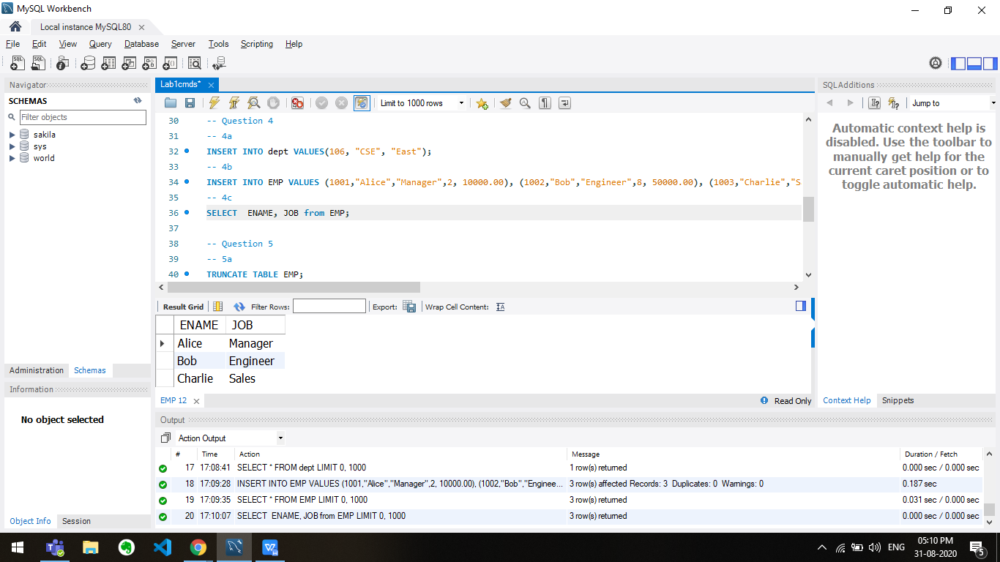 MySQL Workbench
Local instance MySQL80
File Edit View Query Database Server Tools Scripting Help
Navigator
SCHEMAS
Filter objects
sakila
sys
world
Administration Schemas
Information
No object selected
Object Info Session
Lab1cmds*
Limit to 1000 rows
30 -- Question 4
31 -- 4a
32 INSERT INTO dept VALUES(106, "CSE", "East");
33 -- 4b
34 INSERT INTO EMP VALUES (1001,"Alice","Manager",2, 10000.00), (1002,"Bob","Engineer",8, 50000.00), (1003,"Charlie","S
35 -- 4c
36 SELECT  ENAME, JOB from EMP;
37
38 -- Question 5
39 -- 5a
40 TRUNCATE TABLE EMP;
Result Grid Filter Rows: Export: Wrap Cell Content:
ENAME JOB
Alice Manager
Bob Engineer
Charlie Sales
EMP 12 Read Only
SQLAdditions
Jump to
Automatic context help is
disabled. Use the toolbar to
manually get help for the
current caret position or to
toggle automatic help.
Context Help Snippets
Output
Action Output
# Time Action Message Duration / Fetch
17 17:08:41 SELECT * FROM dept LIMIT 0, 1000 1 row(s) returned 0.000 sec / 0.000 sec
18 17:09:28 INSERT INTO EMP VALUES (1001,"Alice","Manager",2, 10000.00), (1002,"Bob","Enginee... 3 row(s) affected Records: 3  Duplicates: 0  Warnings: 0 0.187 sec
19 17:09:35 SELECT * FROM EMP LIMIT 0, 1000 3 row(s) returned 0.031 sec / 0.000 sec
20 17:10:07 SELECT  ENAME, JOB from EMP LIMIT 0, 1000 3 row(s) returned 0.000 sec / 0.000 sec
ENG
05:10 PM
31-08-2020
5